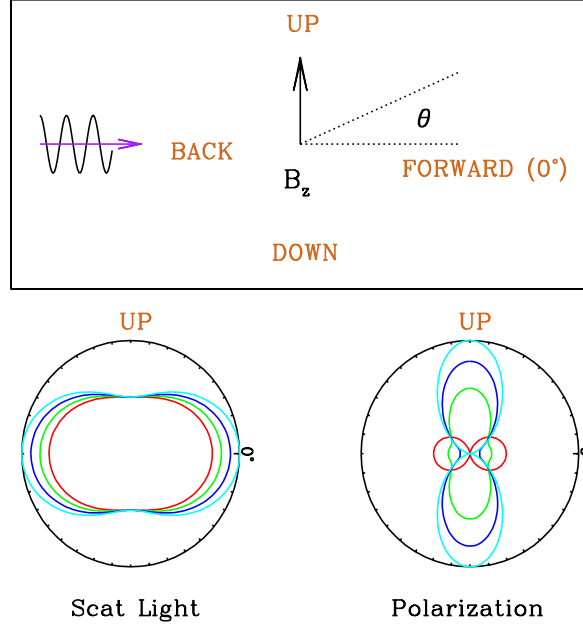 UP
θ
BACK
FORWARD (0°)
B_z
DOWN
UP
UP
0°
Scat Light
Polarization